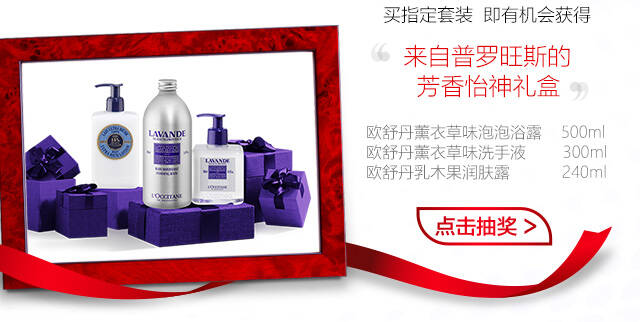 买指定套装 即有机会获得
“来自普罗旺斯的
芳香怡神礼盒”
欧舒丹薰衣草味泡泡浴露 500ml
欧舒丹薰衣草味洗手液 300ml
欧舒丹乳木果润肤露 240ml
点击抽奖 >
LAVANDE
L'OCCITANE
LAVANDE